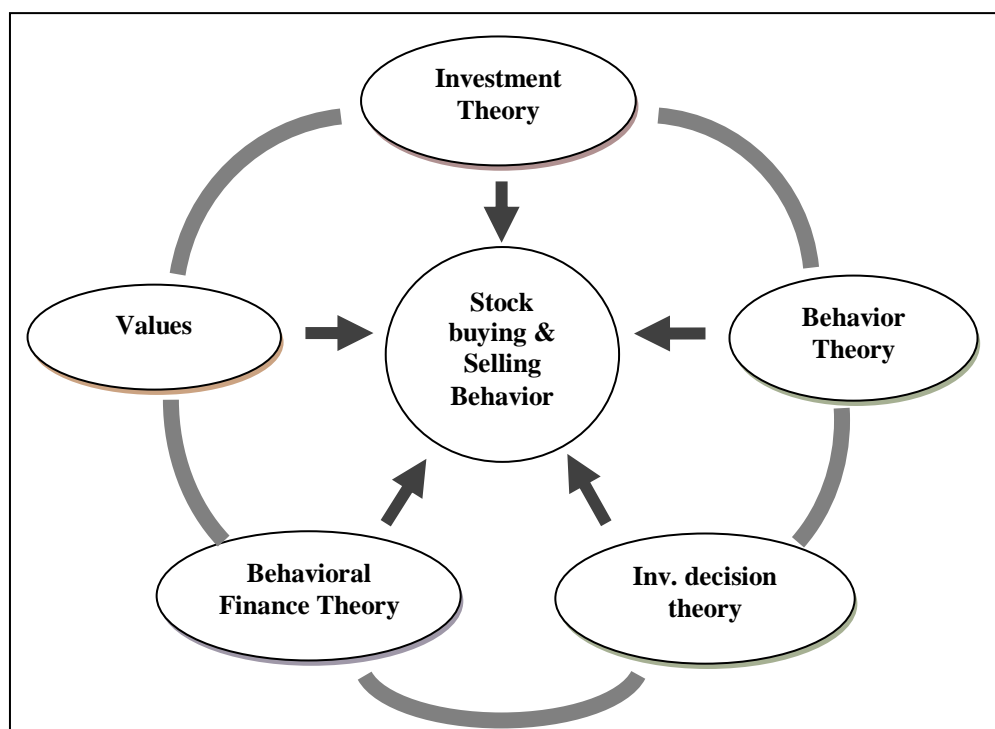 Investment
Theory
Values
Stock
buying &
Selling
Behavior
Behavior
Theory
Behavioral
Finance Theory
Inv. decision
theory